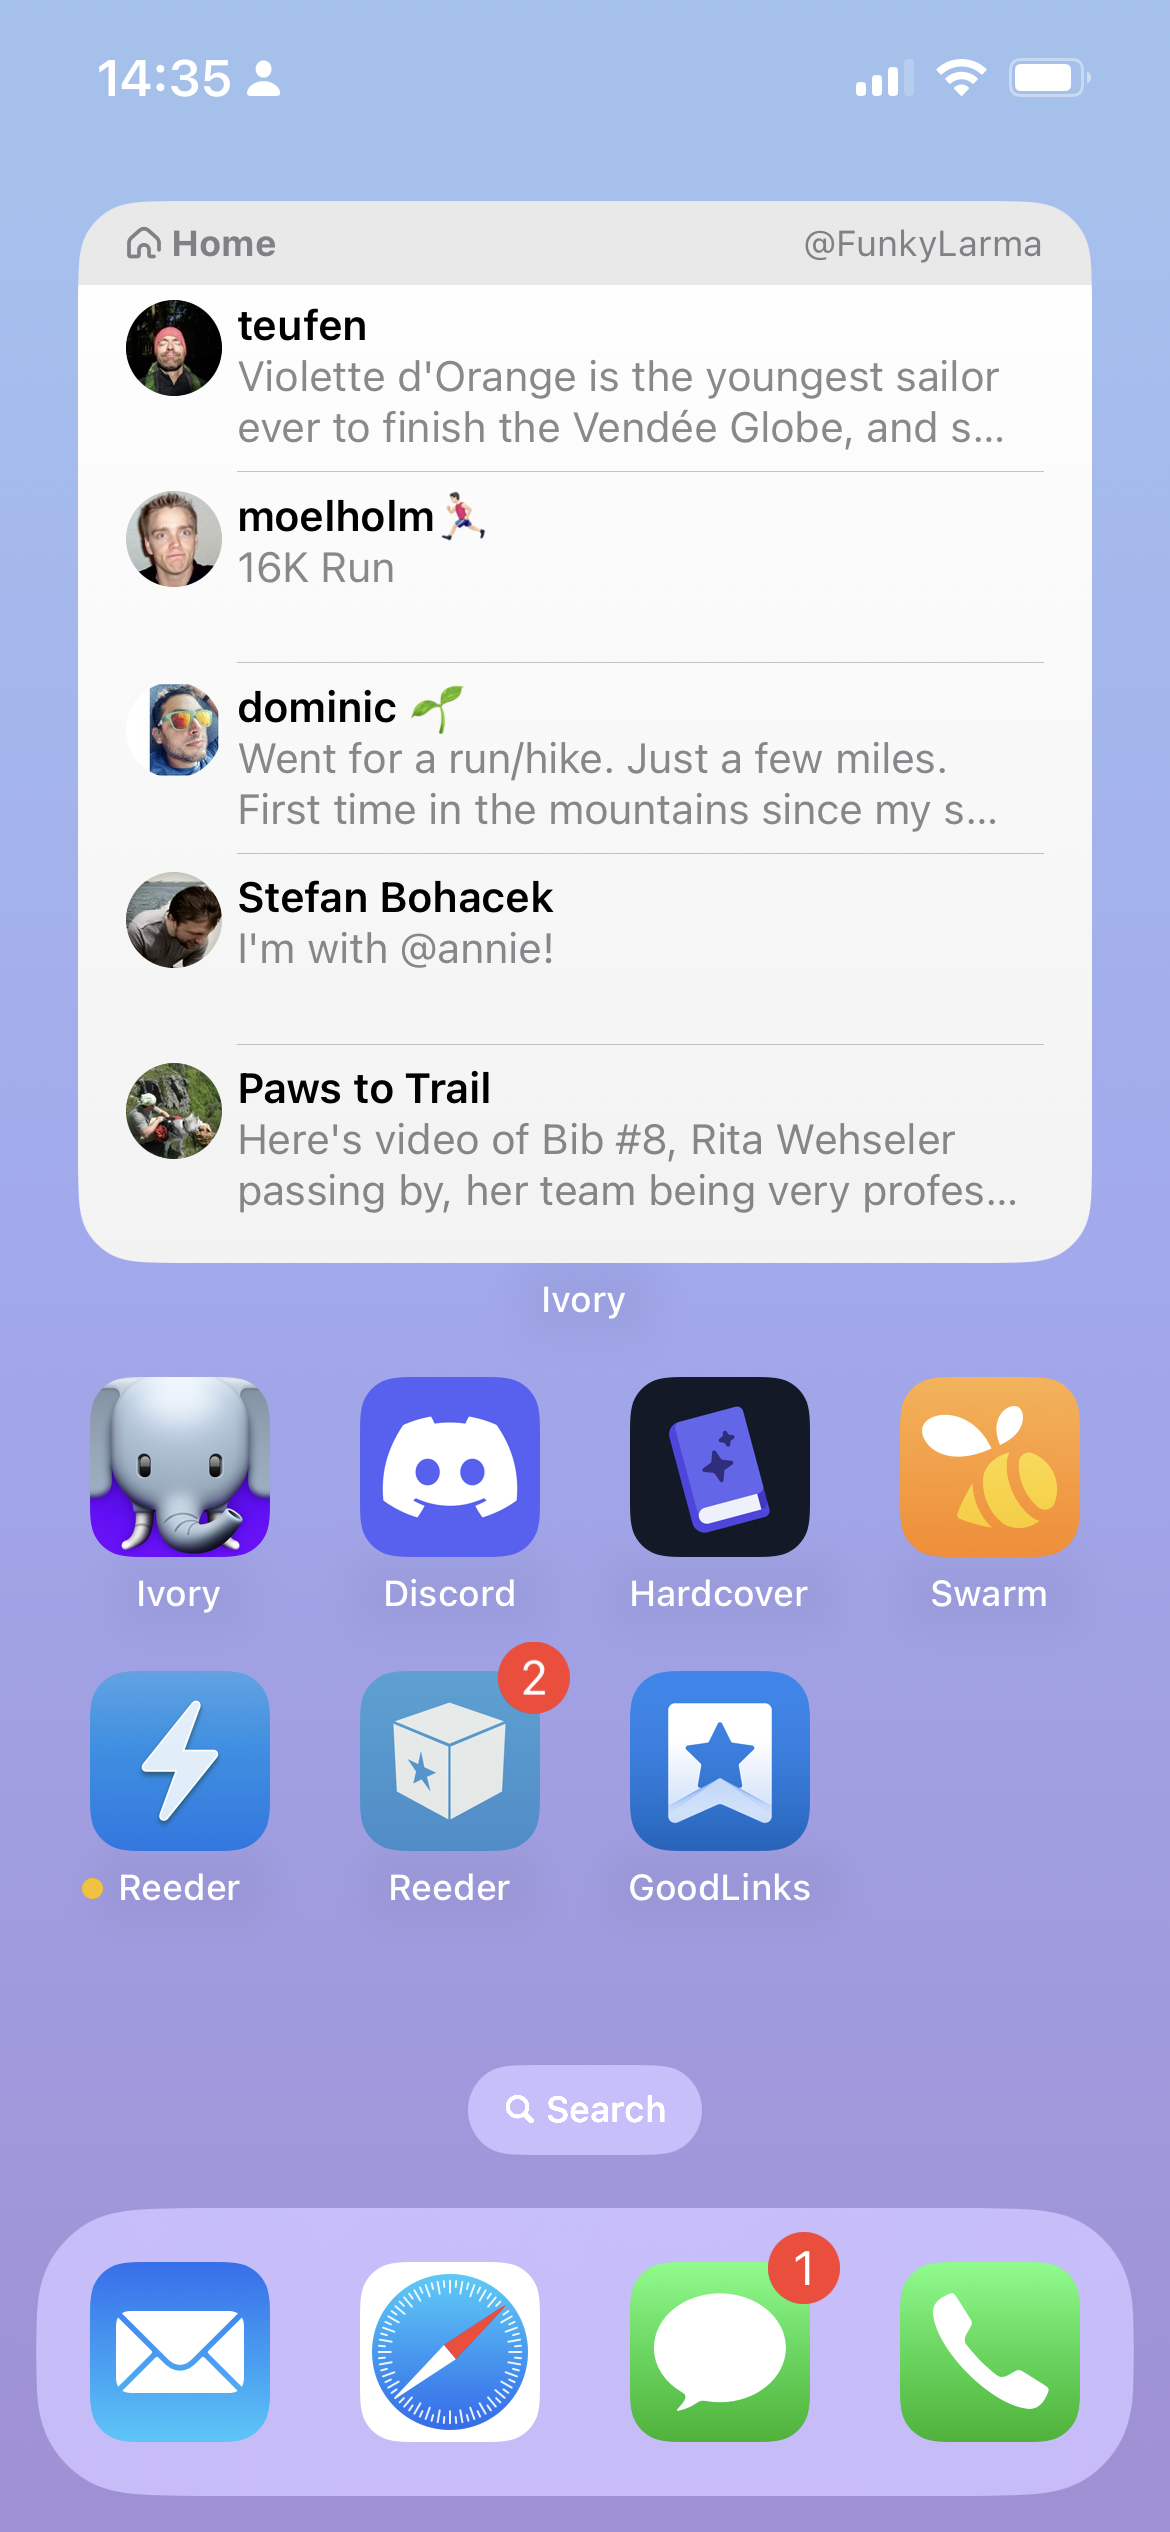 14:35
Home
@FunkyLarma
teufen
Violette d'Orange is the youngest sailor
ever to finish the Vendée Globe, and s...
moelholm🏃🏻‍♂️
16K Run
dominic 🌱
Went for a run/hike. Just a few miles.
First time in the mountains since my s...
Stefan Bohacek
I'm with @annie!
Paws to Trail
Here's video of Bib #8, Rita Wehseler
passing by, her team being very profes...
Ivory
Ivory
Discord
Hardcover
Swarm
2
Reeder
Reeder
GoodLinks
Search
1